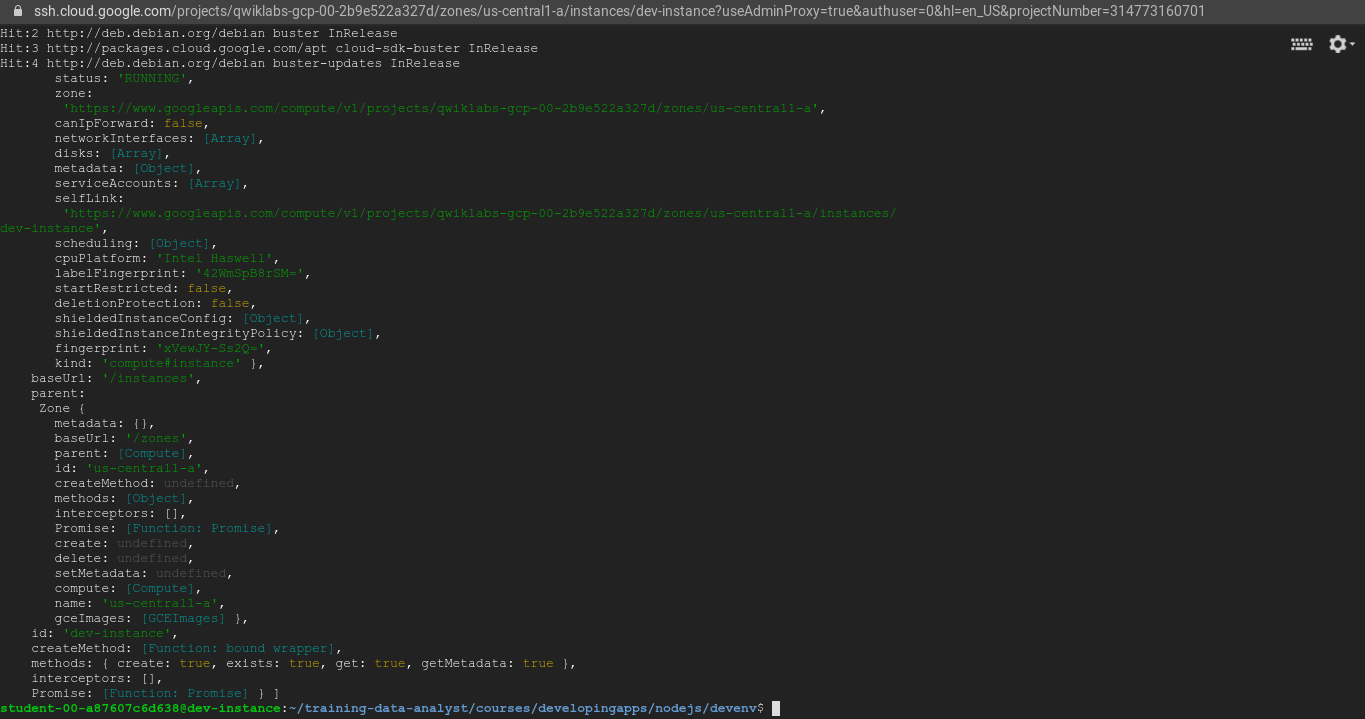 ssh.cloud.google.com/projects/qwiklabs-gcp-00-2b9e522a327d/zones/us-central1-a/instances/dev-instance?useAdminProxy=true&authuser=0&hl=en_US&projectNumber=314773160701
Hit:2 http://deb.debian.org/debian buster InRelease
Hit:3 http://packages.cloud.google.com/apt cloud-sdk-buster InRelease
Hit:4 http://deb.debian.org/debian buster-updates InRelease
status: 'RUNNING',
zone:
'https://www.googleapis.com/compute/v1/projects/qwiklabs-gcp-00-2b9e522a327d/zones/us-central1-a',
canIpForward: false,
networkInterfaces: [Array],
disks: [Array],
metadata: [Object],
serviceAccounts: [Array],
selfLink:
'https://www.googleapis.com/compute/v1/projects/qwiklabs-gcp-00-2b9e522a327d/zones/us-central1-a/instances/
dev-instance',
scheduling: [Object],
cpuPlatform: 'Intel Haswell',
labelFingerprint: '42WmSpB8rSM=',
startRestricted: false,
deletionProtection: false,
shieldedInstanceConfig: [Object],
shieldedInstanceIntegrityPolicy: [Object],
fingerprint: 'xVewJY-Ss2Q=',
kind: 'compute#instance' },
baseUrl: '/instances',
parent:
Zone {
metadata: {},
baseUrl: '/zones',
parent: [Compute],
id: 'us-central1-a',
createMethod: undefined,
methods: [Object],
interceptors: [],
Promise: [Function: Promise],
create: undefined,
delete: undefined,
setMetadata: undefined,
compute: [Compute],
name: 'us-central1-a',
gceImages: [GCEImages] },
id: 'dev-instance',
createMethod: [Function: bound wrapper],
methods: { create: true, exists: true, get: true, getMetadata: true },
interceptors: [],
Promise: [Function: Promise] } ]
student-00-a87607c6d638@dev-instance:~/training-data-analyst/courses/developingapps/nodejs/devenv$